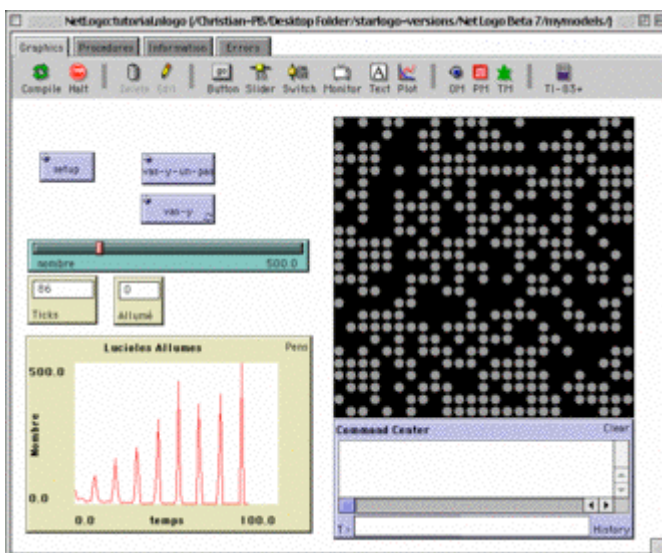 NetLogo:tutorial.nlogo (/Christian-PB/Desktop Folder/starlogo-versions/NetLogo Beta 7/mymodels/)
Graphics Procedures Information Errors
Compile Halt Delete Edit Button Slider Switch Monitor Text Plot OM PM TM TI-83+
setup
vas-y-un-pas
vas-y
nombre 500.0
86
Ticks
0
Allumé
Lucioles Allumes Pens
500.0
Nombre
0.0
0.0 temps 100.0
Command Center Clear
T> History